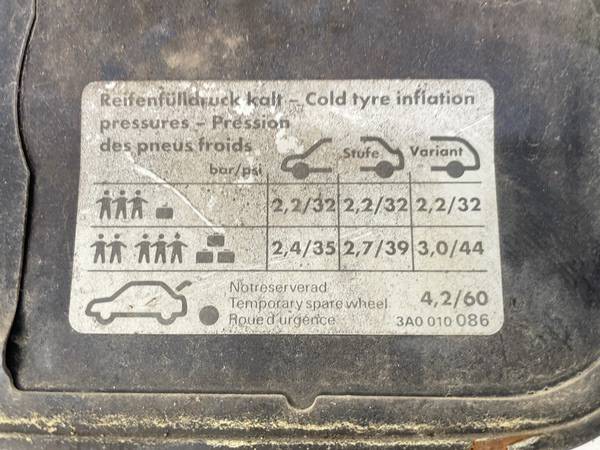 Reifenfülldruck kalt – Cold tyre inflation
pressures – Pression
des pneus froids
Stufe Variant
bar/psi
2,2/32 2,2/32 2,2/32
2,4/35 2,7/39 3,0/44
Notreserverad
Temporary spare wheel 4,2/60
Roue d'urgence 3A0 010 086